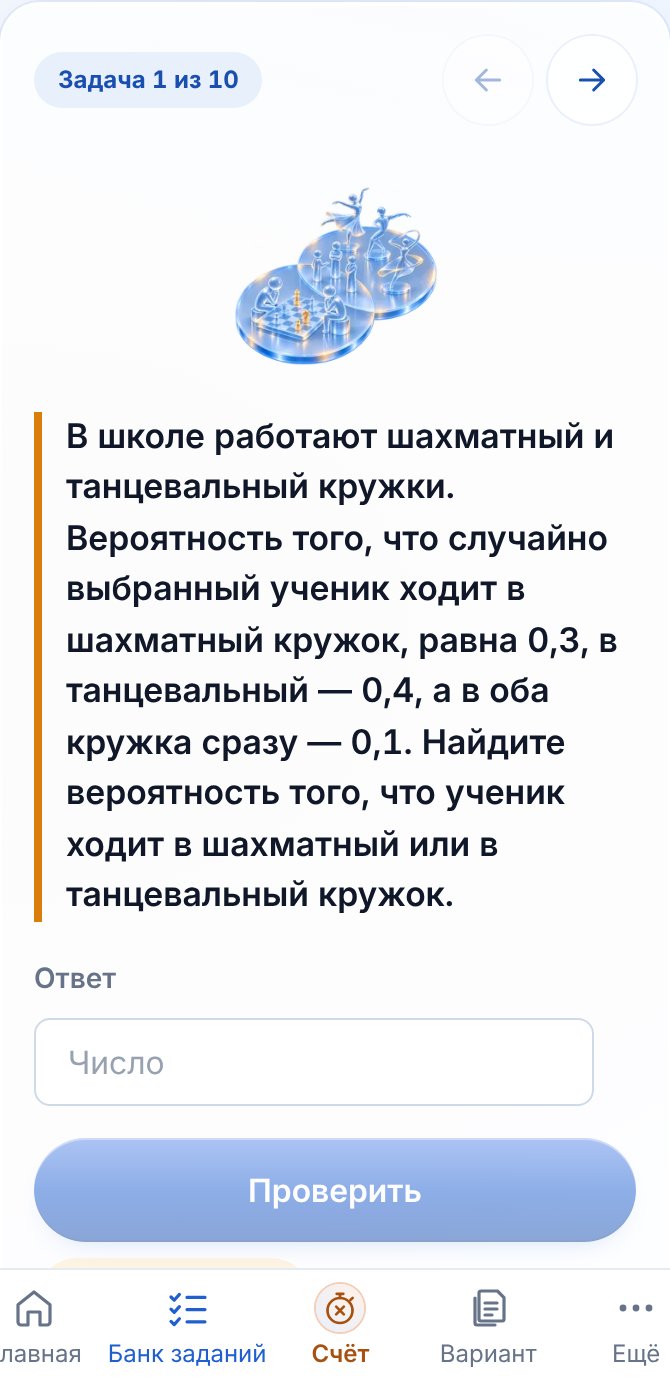 Задача 1 из 10
В школе работают шахматный и
танцевальный кружки.
Вероятность того, что случайно
выбранный ученик ходит в
шахматный кружок, равна 0,3, в
танцевальный — 0,4, а в оба
кружка сразу — 0,1. Найдите
вероятность того, что ученик
ходит в шахматный или в
танцевальный кружок.
Ответ
Число
Проверить
лавная
Банк заданий
Счёт
Вариант
Ещё